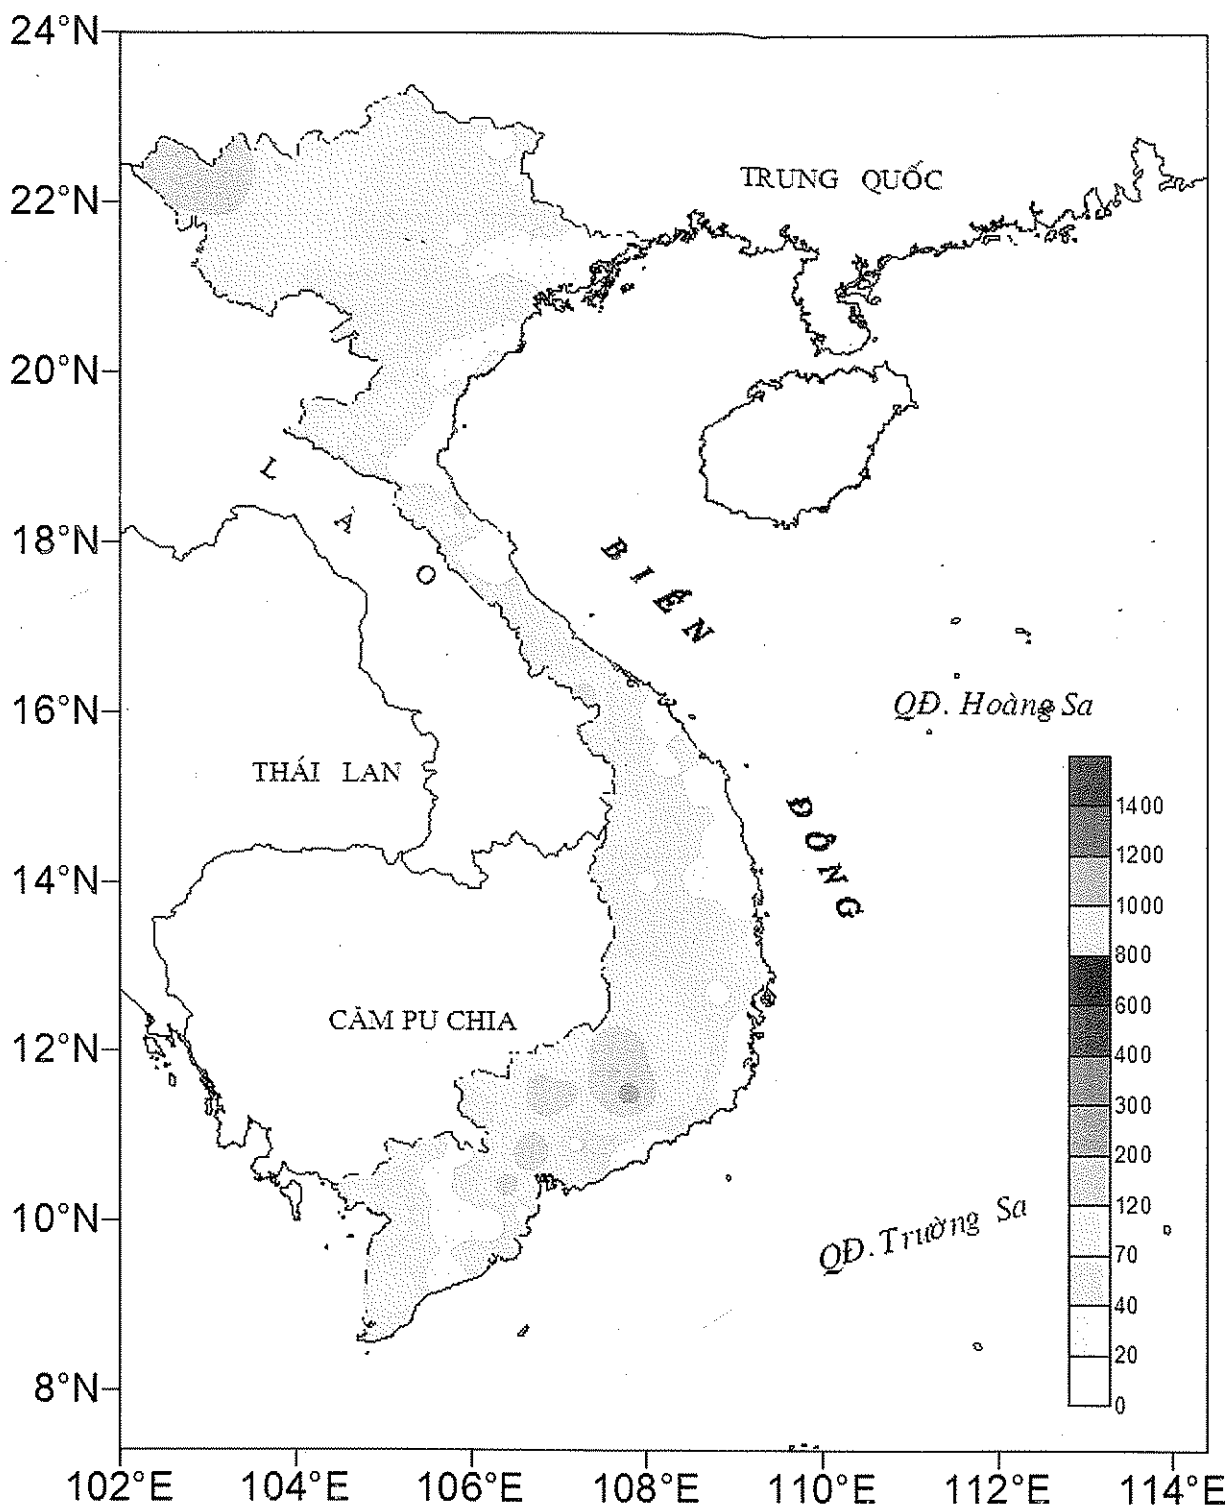 24°N
22°N
20°N
18°N
16°N
14°N
12°N
10°N
8°N
102°E 104°E 106°E 108°E 110°E 112°E 114°E
TRUNG QUỐC
L
À
O
BIỂN
ĐÔNG
QĐ. Hoàng Sa
THÁI LAN
CĂM PU CHIA
QĐ. Trường Sa
1400
1200
1000
800
600
400
300
200
120
70
40
20
0